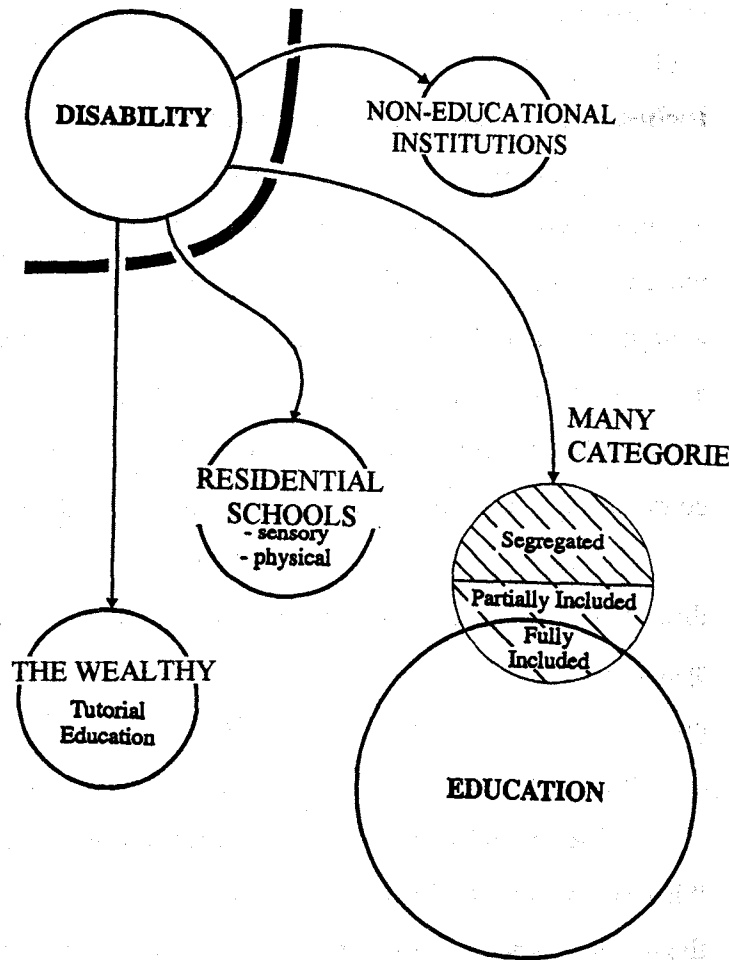 DISABILITY
NON-EDUCATIONAL
INSTITUTIONS
MANY
CATEGORIE
RESIDENTIAL
SCHOOLS
- sensory
- physical
Segregated
Partially Included
Fully
Included
THE WEALTHY
Tutorial
Education
EDUCATION